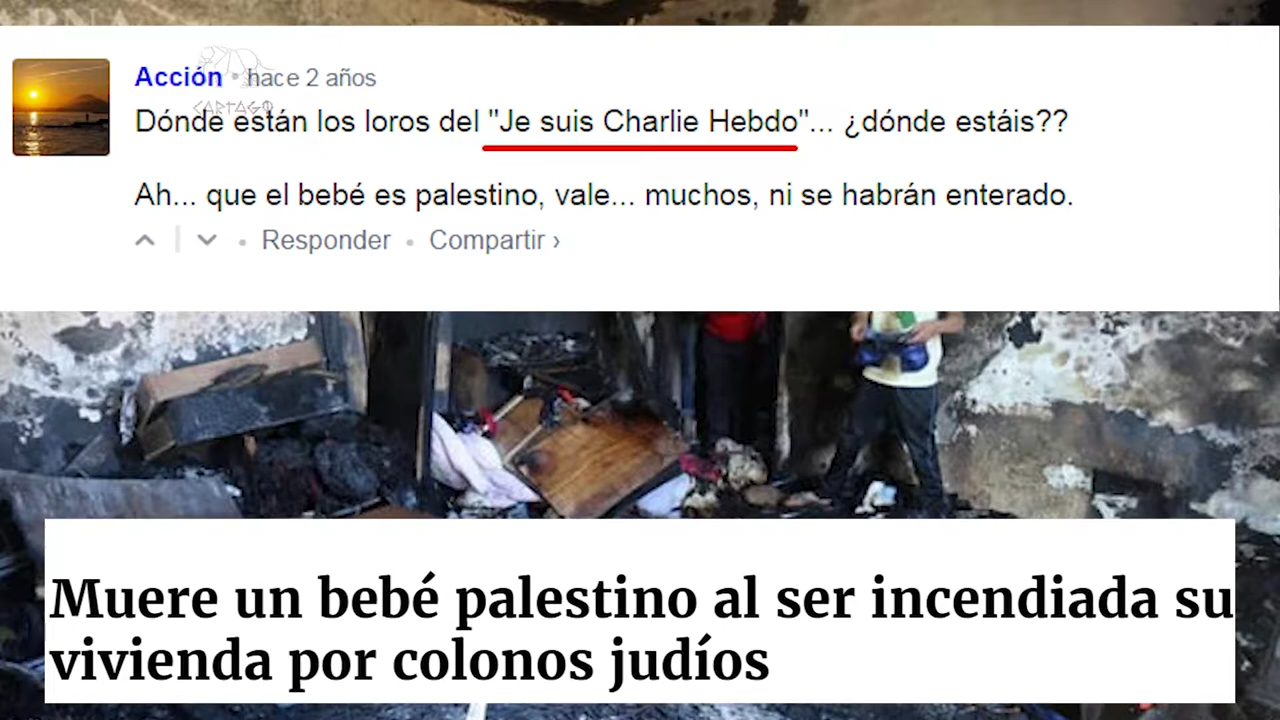 Acción • hace 2 años
CARTAGO
Dónde están los loros del "Je suis Charlie Hebdo"... ¿dónde estáis??
Ah... que el bebé es palestino, vale... muchos, ni se habrán enterado.
• Responder • Compartir ›
Muere un bebé palestino al ser incendiada su
vivienda por colonos judíos